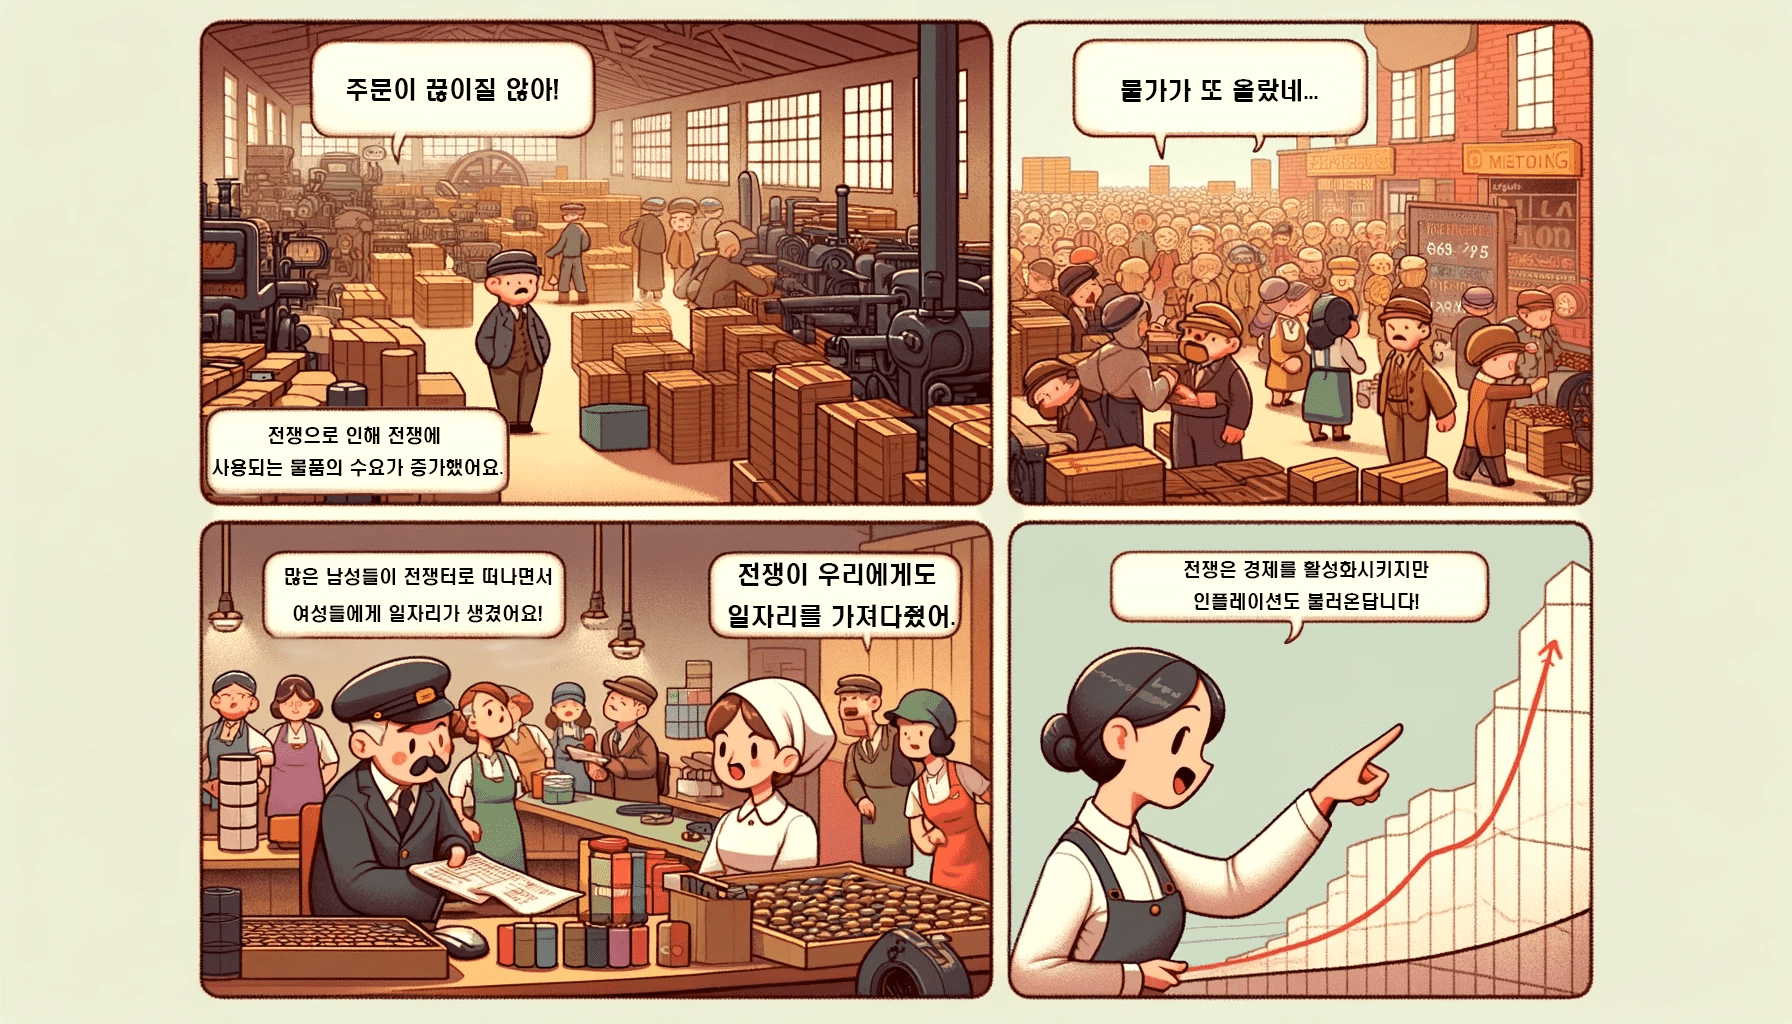 주문이 끊이질 않아!
전쟁으로 인해 전쟁에
사용되는 물품의 수요가 증가했어요.
물가가 또 올랐네...
METOING
많은 남성들이 전쟁터로 떠나면서
여성들에게 일자리가 생겼어요!
전쟁이 우리에게도
일자리를 가져다줬어.
전쟁은 경제를 활성화시키지만
인플레이션도 불러온답니다!